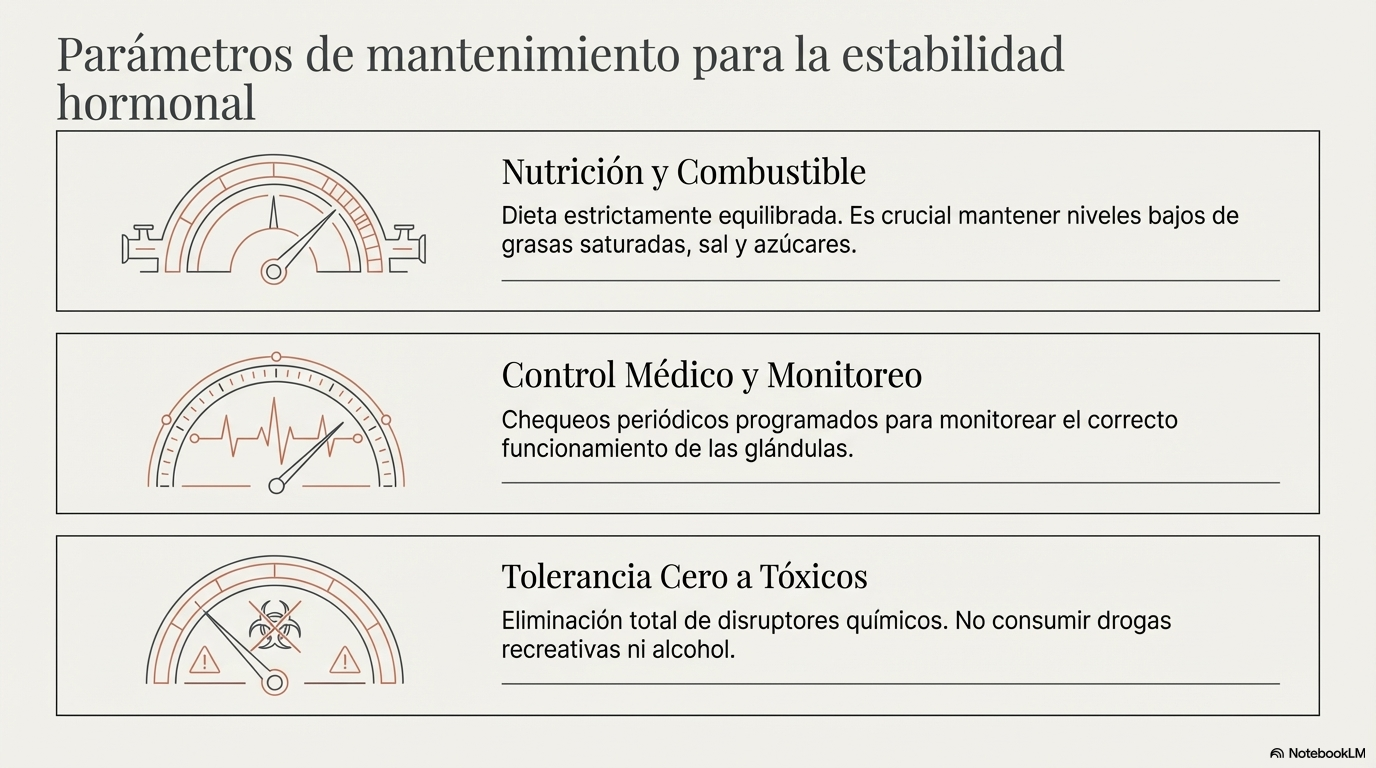 Parámetros de mantenimiento para la estabilidad
hormonal
Nutrición y Combustible
Dieta estrictamente equilibrada. Es crucial mantener niveles bajos de
grasas saturadas, sal y azúcares.
Control Médico y Monitoreo
Chequeos periódicos programados para monitorear el correcto
funcionamiento de las glándulas.
Tolerancia Cero a Tóxicos
Eliminación total de disruptores químicos. No consumir drogas
recreativas ni alcohol.
NotebookLM